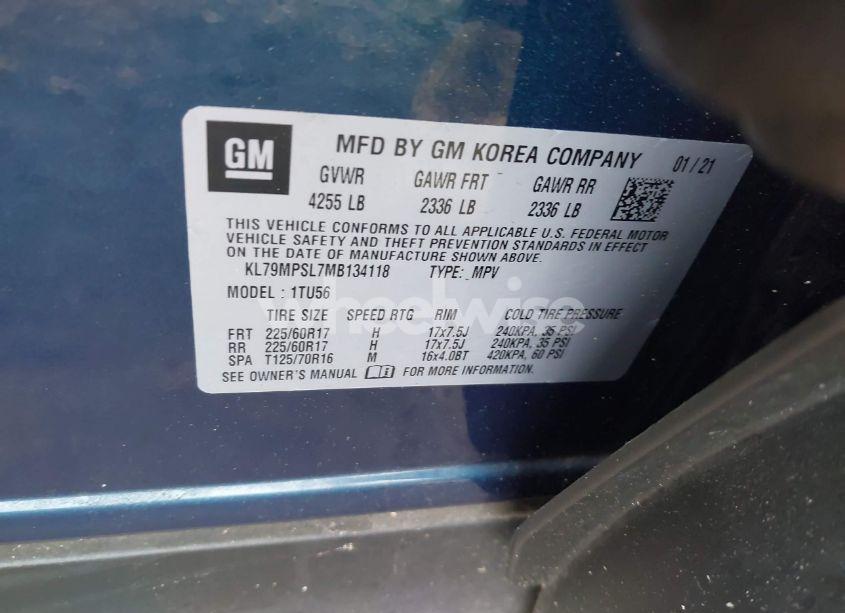 GM
MFD BY GM KOREA COMPANY 01 / 21
GVWR GAWR FRT GAWR RR
4255 LB 2336 LB 2336 LB
THIS VEHICLE CONFORMS TO ALL APPLICABLE U.S. FEDERAL MOTOR
VEHICLE SAFETY AND THEFT PREVENTION STANDARDS IN EFFECT
ON THE DATE OF MANUFACTURE SHOWN ABOVE.
KL79MPSL7MB134118 TYPE: MPV
MODEL : 1TU56
TIRE SIZE SPEED RTG RIM COLD TIRE PRESSURE
FRT 225/60R17 H 17x7.5J 240KPA, 35 PSI
RR 225/60R17 H 17x7.5J 240KPA, 35 PSI
SPA T125/70R16 M 16x4.0BT 420KPA, 60 PSI
SEE OWNER'S MANUAL FOR MORE INFORMATION.
Wheelwise